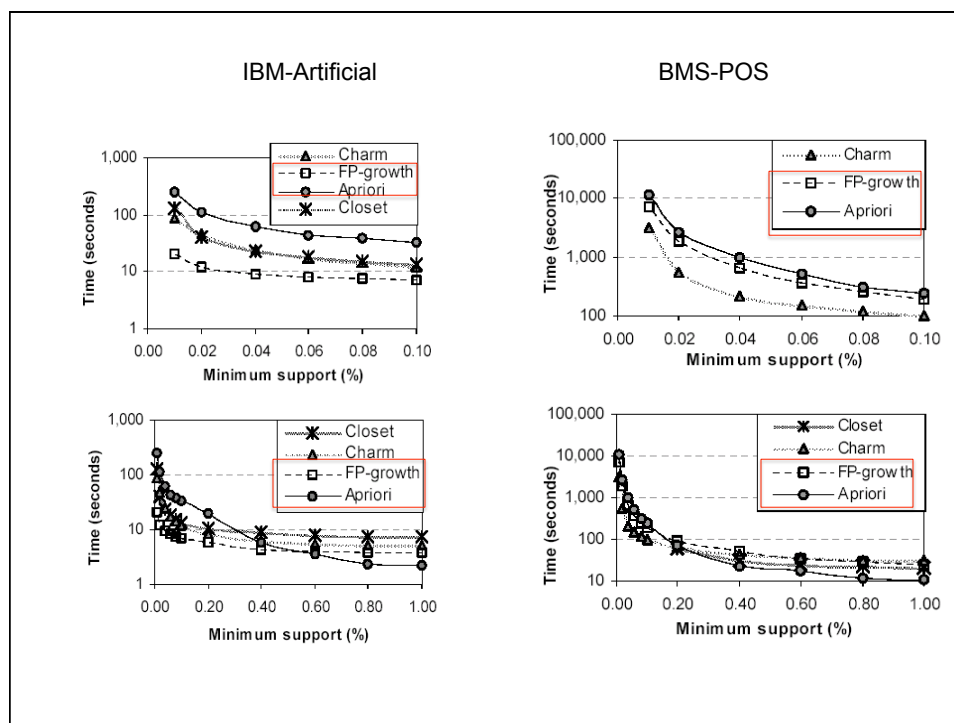 IBM-Artificial
BMS-POS
1,000
100
10
1
Time (seconds)
Charm
FP-growth
Apriori
Closet
0.00 0.02 0.04 0.06 0.08 0.10
Minimum support (%)
100,000
10,000
1,000
100
Time (seconds)
Charm
FP-growth
Apriori
0.00 0.02 0.04 0.06 0.08 0.10
Minimum support (%)
1,000
100
10
1
Time (seconds)
Closet
Charm
FP-growth
Apriori
0.00 0.20 0.40 0.60 0.80 1.00
Minimum support (%)
100,000
10,000
1,000
100
10
Time (seconds)
Closet
Charm
FP-growth
Apriori
0.00 0.20 0.40 0.60 0.80 1.00
Minimum support (%)